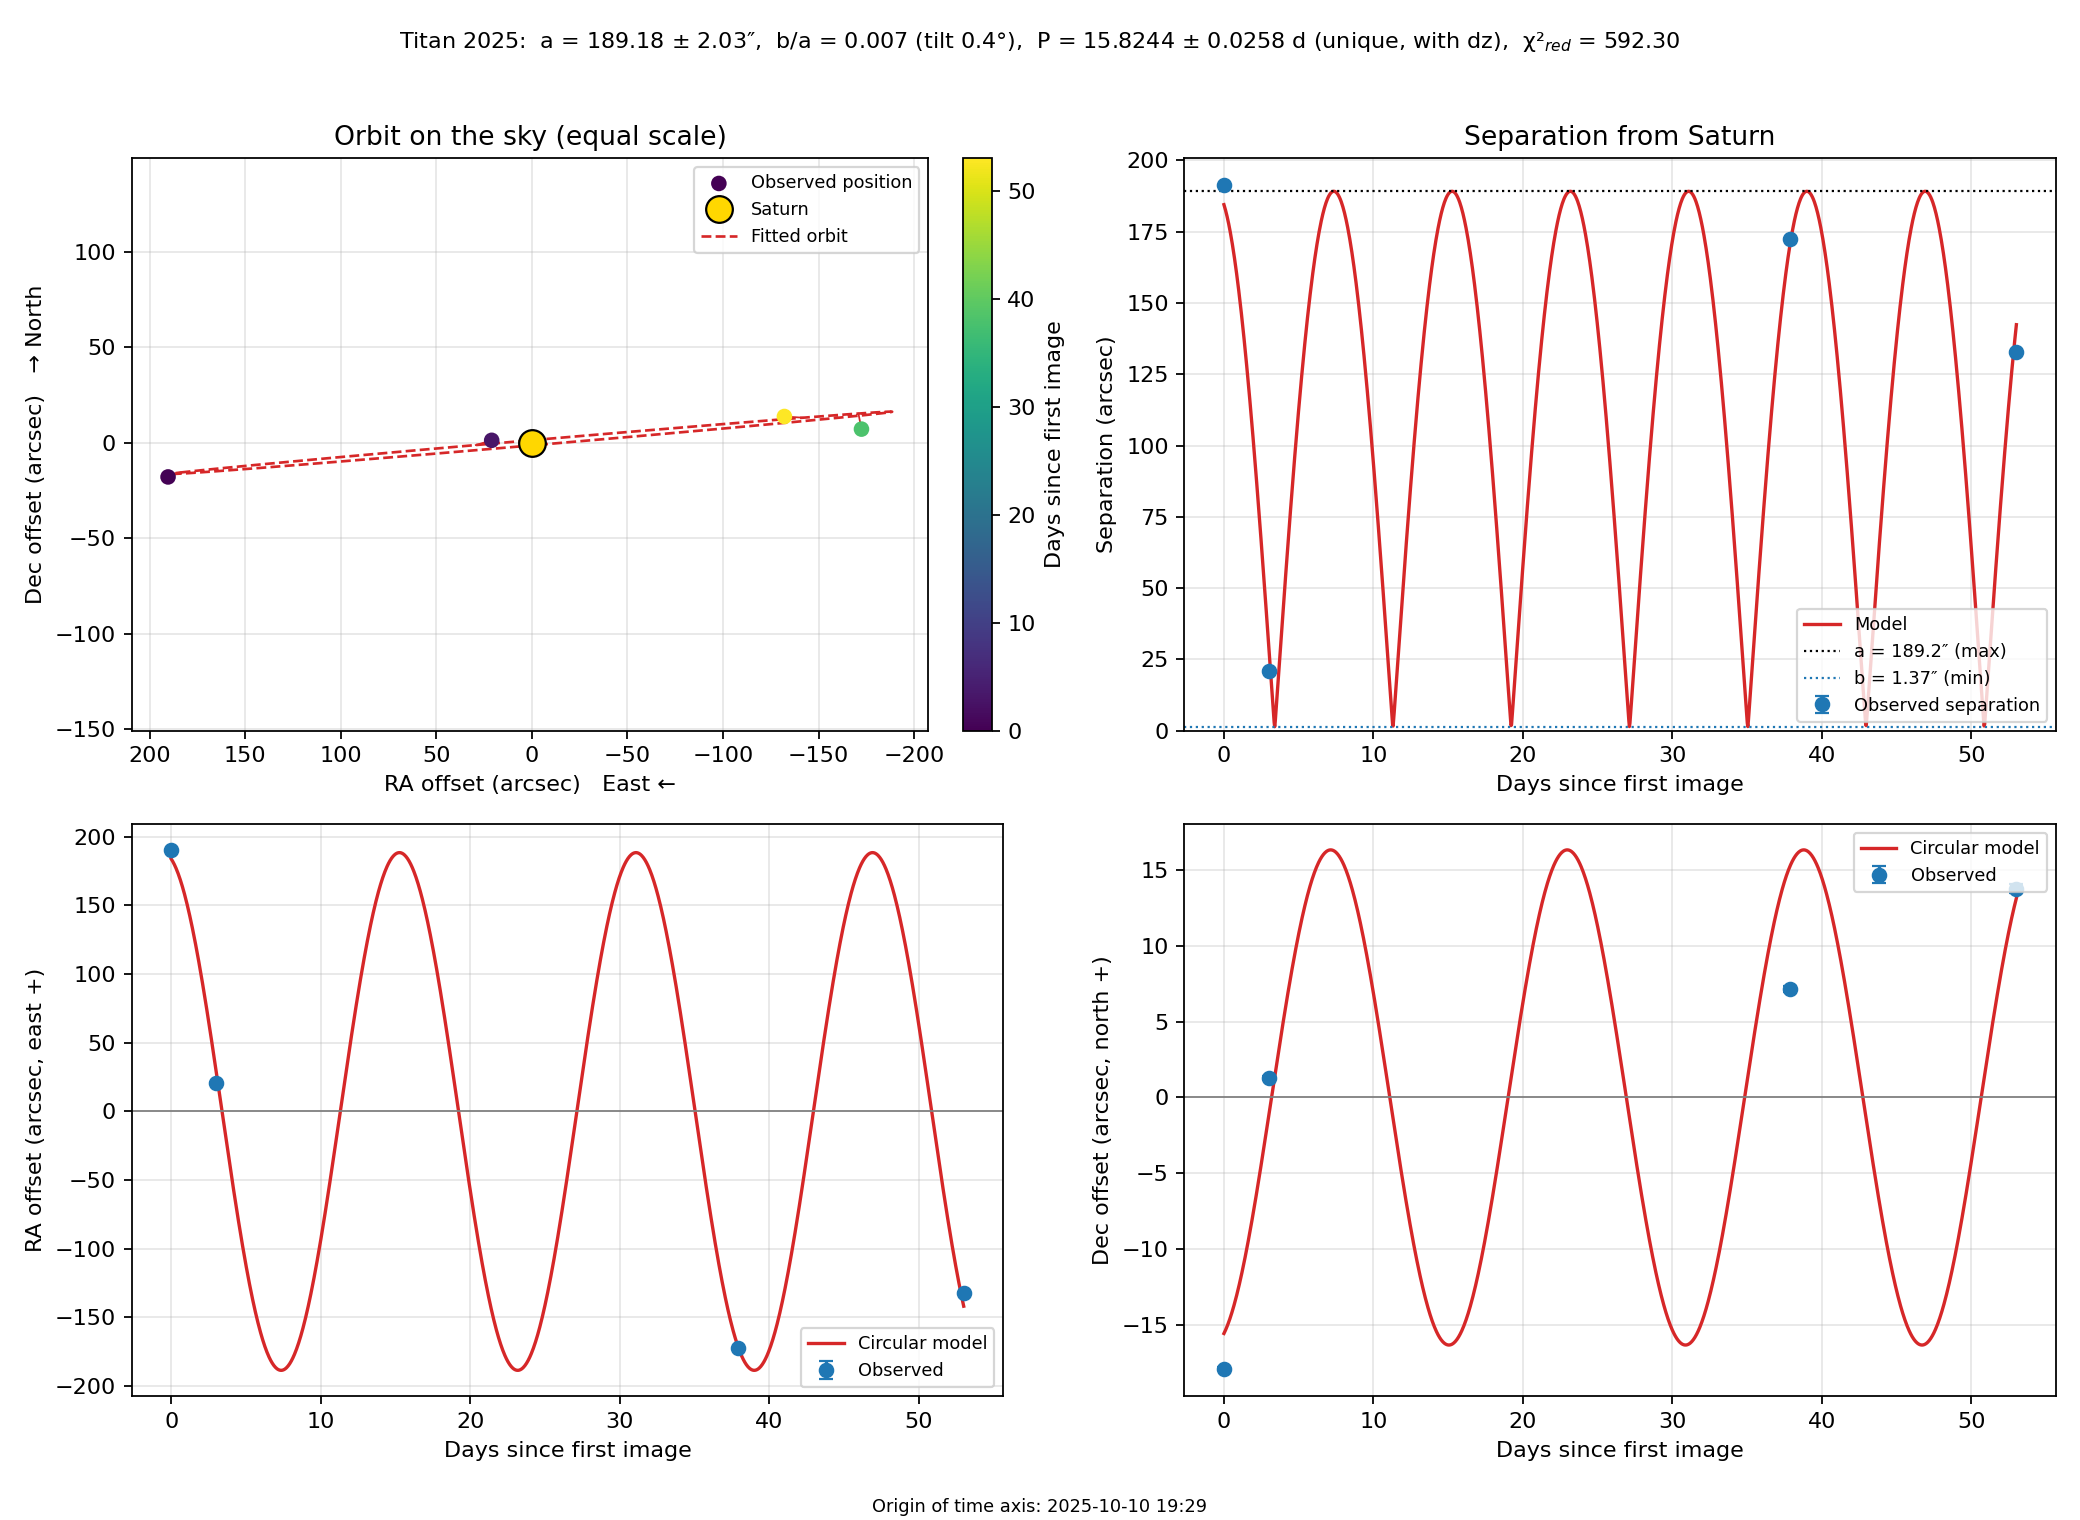 Titan 2025:  a = 189.18 ± 2.03″,  b/a = 0.007 (tilt 0.4°),  P = 15.8244 ± 0.0258 d (unique, with dz),  χ²red = 592.30
Orbit on the sky (equal scale)
Observed position
Saturn
Fitted orbit
100
50
0
−50
−100
−150
200
150
100
50
0
−50
−100
−150
−200
Dec offset (arcsec)   → North
RA offset (arcsec)   East ←
50
40
30
20
10
0
Days since first image
Separation from Saturn
200
175
150
125
100
75
50
25
0
0
10
20
30
40
50
Separation (arcsec)
Days since first image
Model
a = 189.2″ (max)
b = 1.37″ (min)
Observed separation
200
150
100
50
0
−50
−100
−150
−200
0
10
20
30
40
50
RA offset (arcsec, east +)
Days since first image
Circular model
Observed
15
10
5
0
−5
−10
−15
0
10
20
30
40
50
Dec offset (arcsec, north +)
Days since first image
Circular model
Observed
Origin of time axis: 2025-10-10 19:29